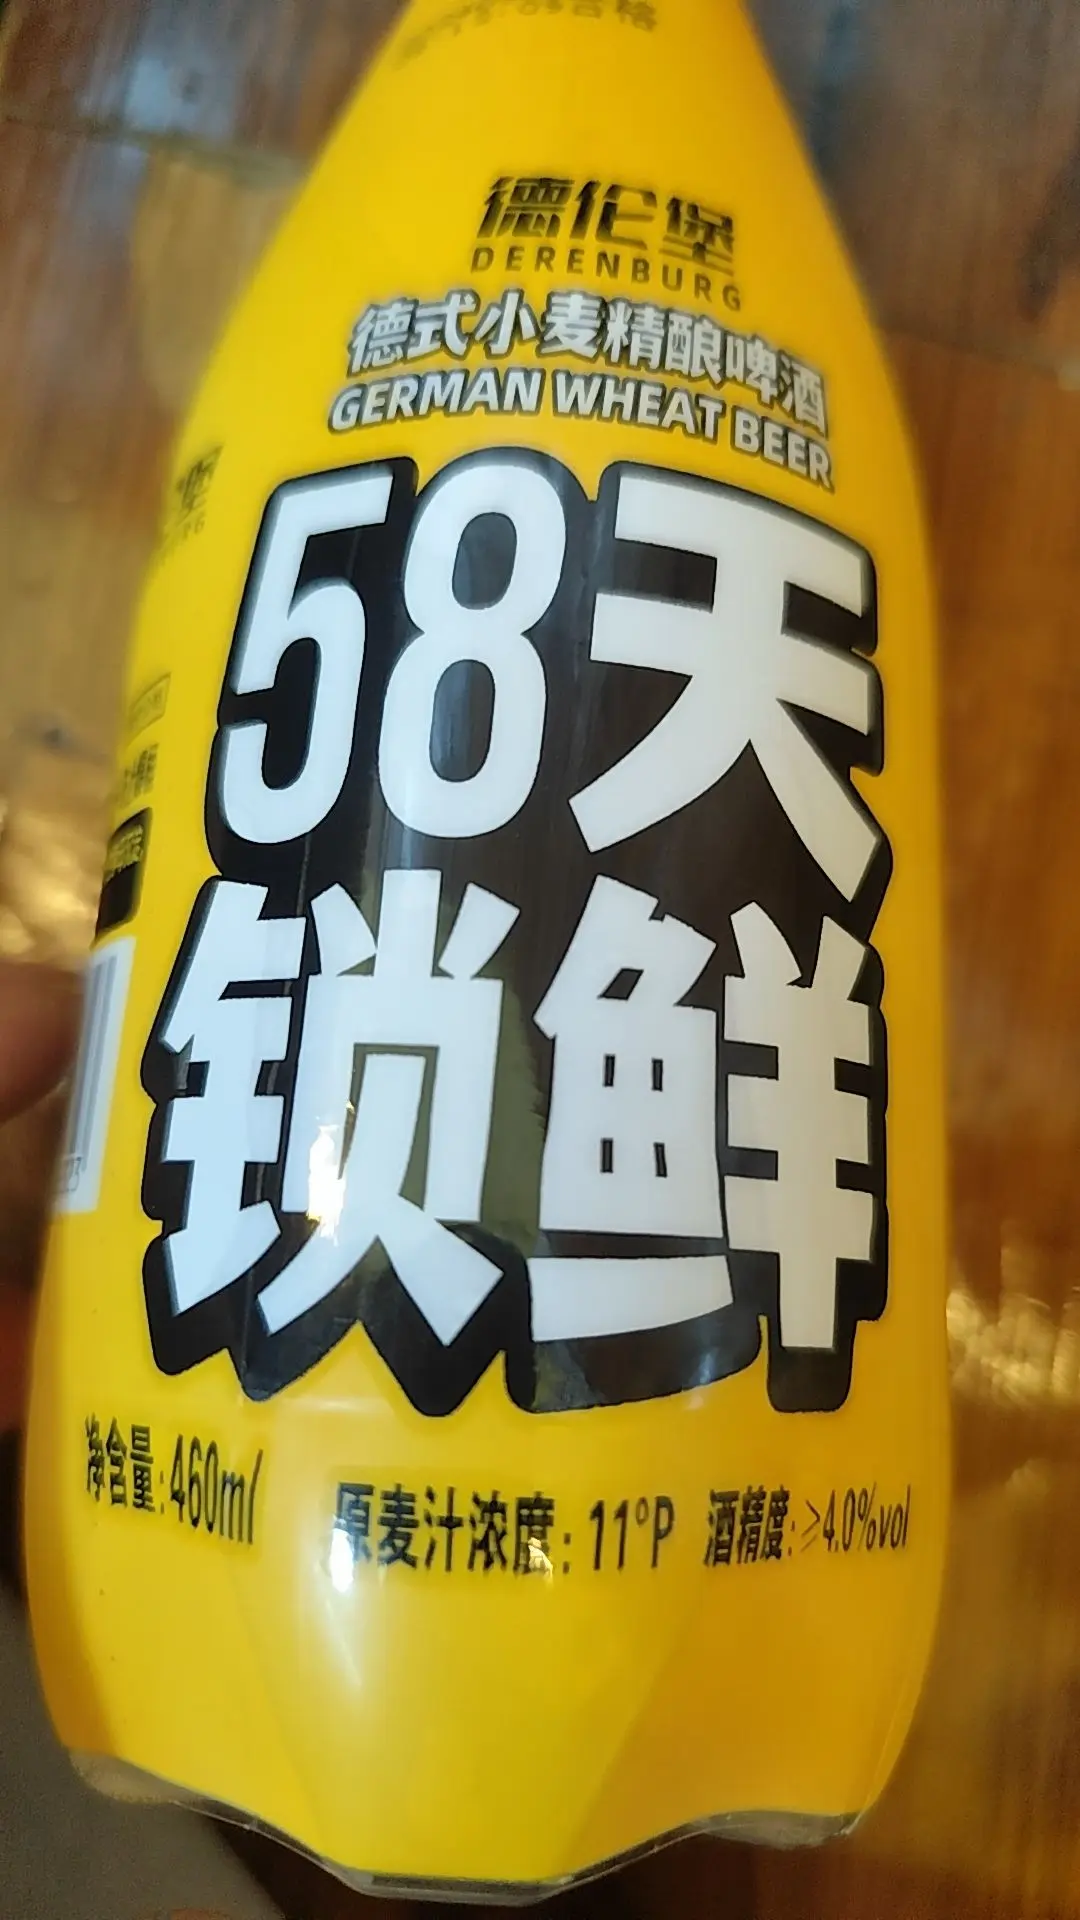 德伦堡
DERENBURG
德式小麦精酿啤酒
GERMAN WHEAT BEER
58天
锁鲜
净含量:460ml
原麦汁浓度:11°P 酒精度:≥4.0%vol